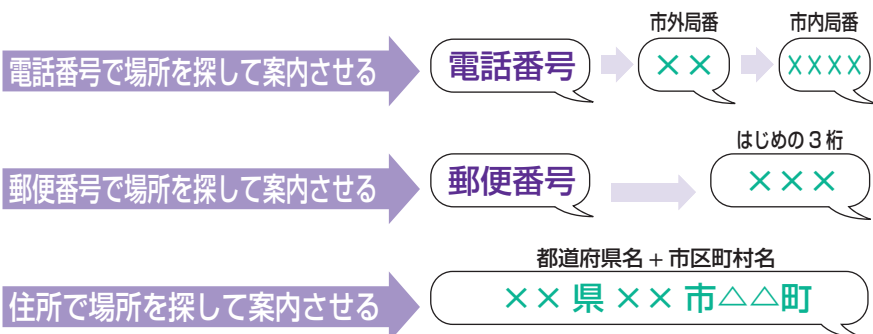 市外局番 市内局番
電話番号で場所を探して案内させる 電話番号 ×× ××××
はじめの3桁
郵便番号で場所を探して案内させる 郵便番号 ×××
都道府県名+市区町村名
住所で場所を探して案内させる ××県××市△△町